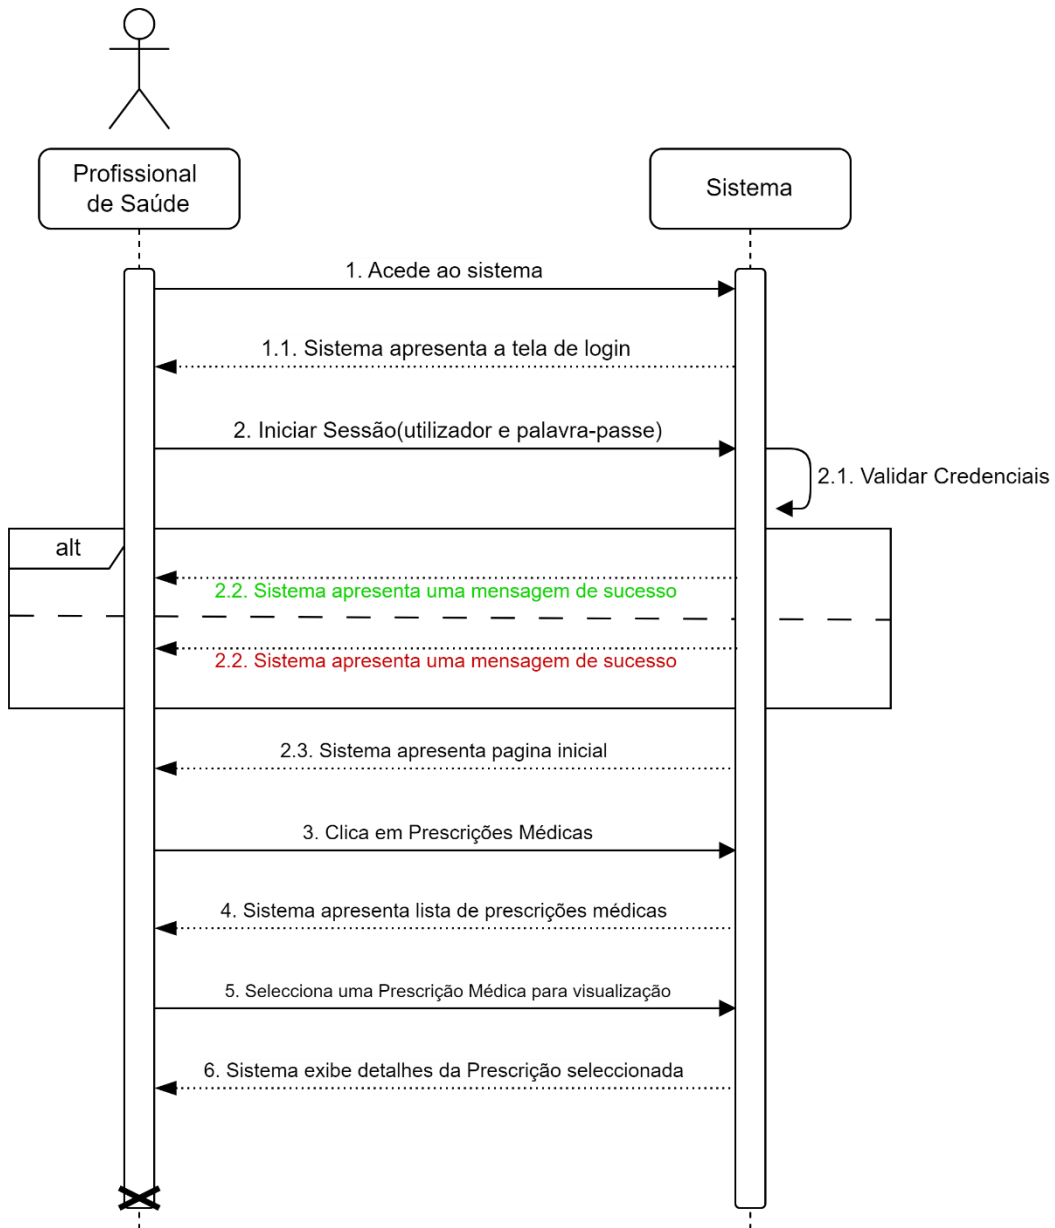 Profissional
de Saúde
Sistema
1. Acede ao sistema
1.1. Sistema apresenta a tela de login
2. Iniciar Sessão(utilizador e palavra-passe)
2.1. Validar Credenciais
alt
2.2. Sistema apresenta uma mensagem de sucesso
2.2. Sistema apresenta uma mensagem de sucesso
2.3. Sistema apresenta pagina inicial
3. Clica em Prescrições Médicas
4. Sistema apresenta lista de prescrições médicas
5. Selecciona uma Prescrição Médica para visualização
6. Sistema exibe detalhes da Prescrição seleccionada